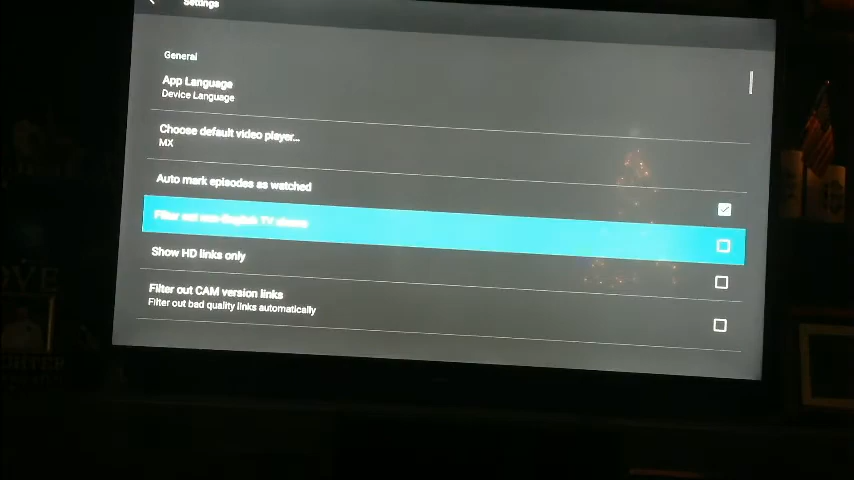 Settings
General
App Language
Device Language
Choose default video player...
MX
Auto mark episodes as watched
Filter out non-English TV shows
Show HD links only
Filter out CAM version links
Filter out bad quality links automatically